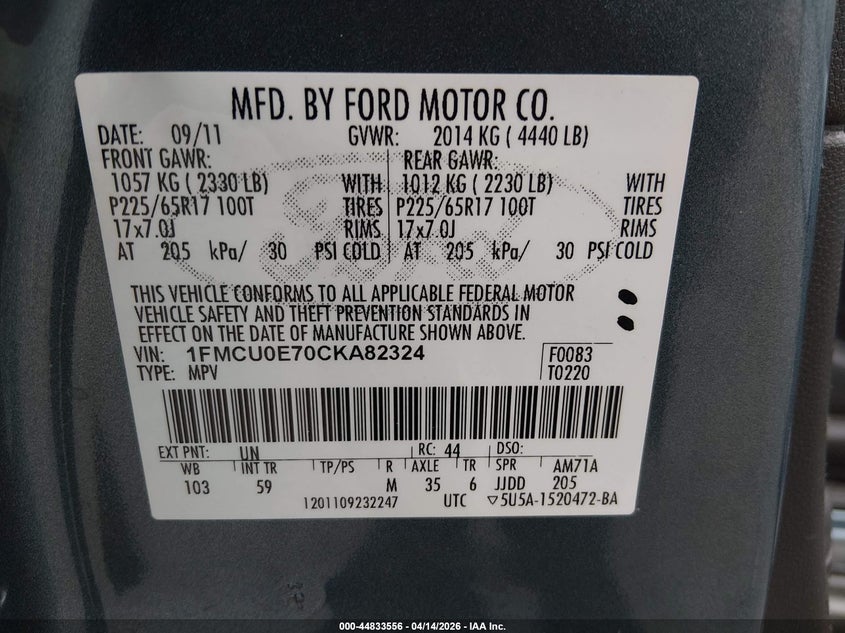 MFD. BY FORD MOTOR CO.
DATE: 09/11 GVWR: 2014 KG ( 4440 LB)
FRONT GAWR: REAR GAWR:
1057 KG ( 2330 LB) WITH 1012 KG ( 2230 LB) WITH
P225/65R17 100T TIRES P225/65R17 100T TIRES
17x7.0J RIMS 17x7.0J RIMS
AT 205 kPa/ 30 PSI COLD AT 205 kPa/ 30 PSI COLD
THIS VEHICLE CONFORMS TO ALL APPLICABLE FEDERAL MOTOR
VEHICLE SAFETY AND THEFT PREVENTION STANDARDS IN
EFFECT ON THE DATE OF MANUFACTURE SHOWN ABOVE.
VIN: 1FMCU0E70CKA82324 F0083
TYPE: MPV T0220
EXT PNT: UN RC: 44 DSO:
WB INT TR TP/PS R AXLE TR SPR AM71A
103 59 M 35 6 JJDD 205
1201109232247 UTC ▽5U5A-1520472-BA
Ford
000-44833556 - 04/14/2026 - IAA Inc.